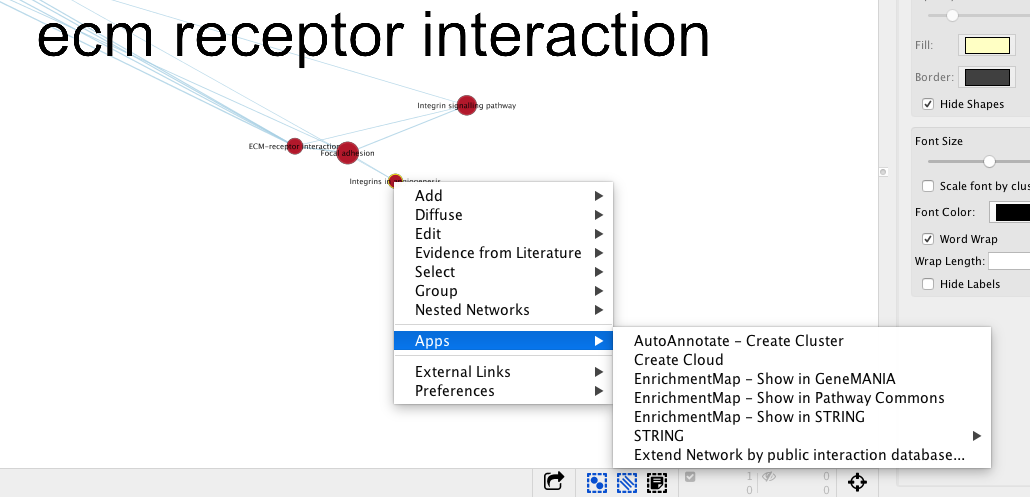 ecm receptor interaction
Fill:
Border:
Hide Shapes
Integrin signalling pathway
ECM-receptor interaction
Focal adhesion
Integrins in angiogenesis
Font Size
Scale font by clus
Font Color:
Word Wrap
Wrap Length:
Hide Labels
Add
Diffuse
Edit
Evidence from Literature
Select
Group
Nested Networks
Apps
External Links
Preferences
AutoAnnotate - Create Cluster
Create Cloud
EnrichmentMap - Show in GeneMANIA
EnrichmentMap - Show in Pathway Commons
EnrichmentMap - Show in STRING
STRING
Extend Network by public interaction database...
1 0
0 0